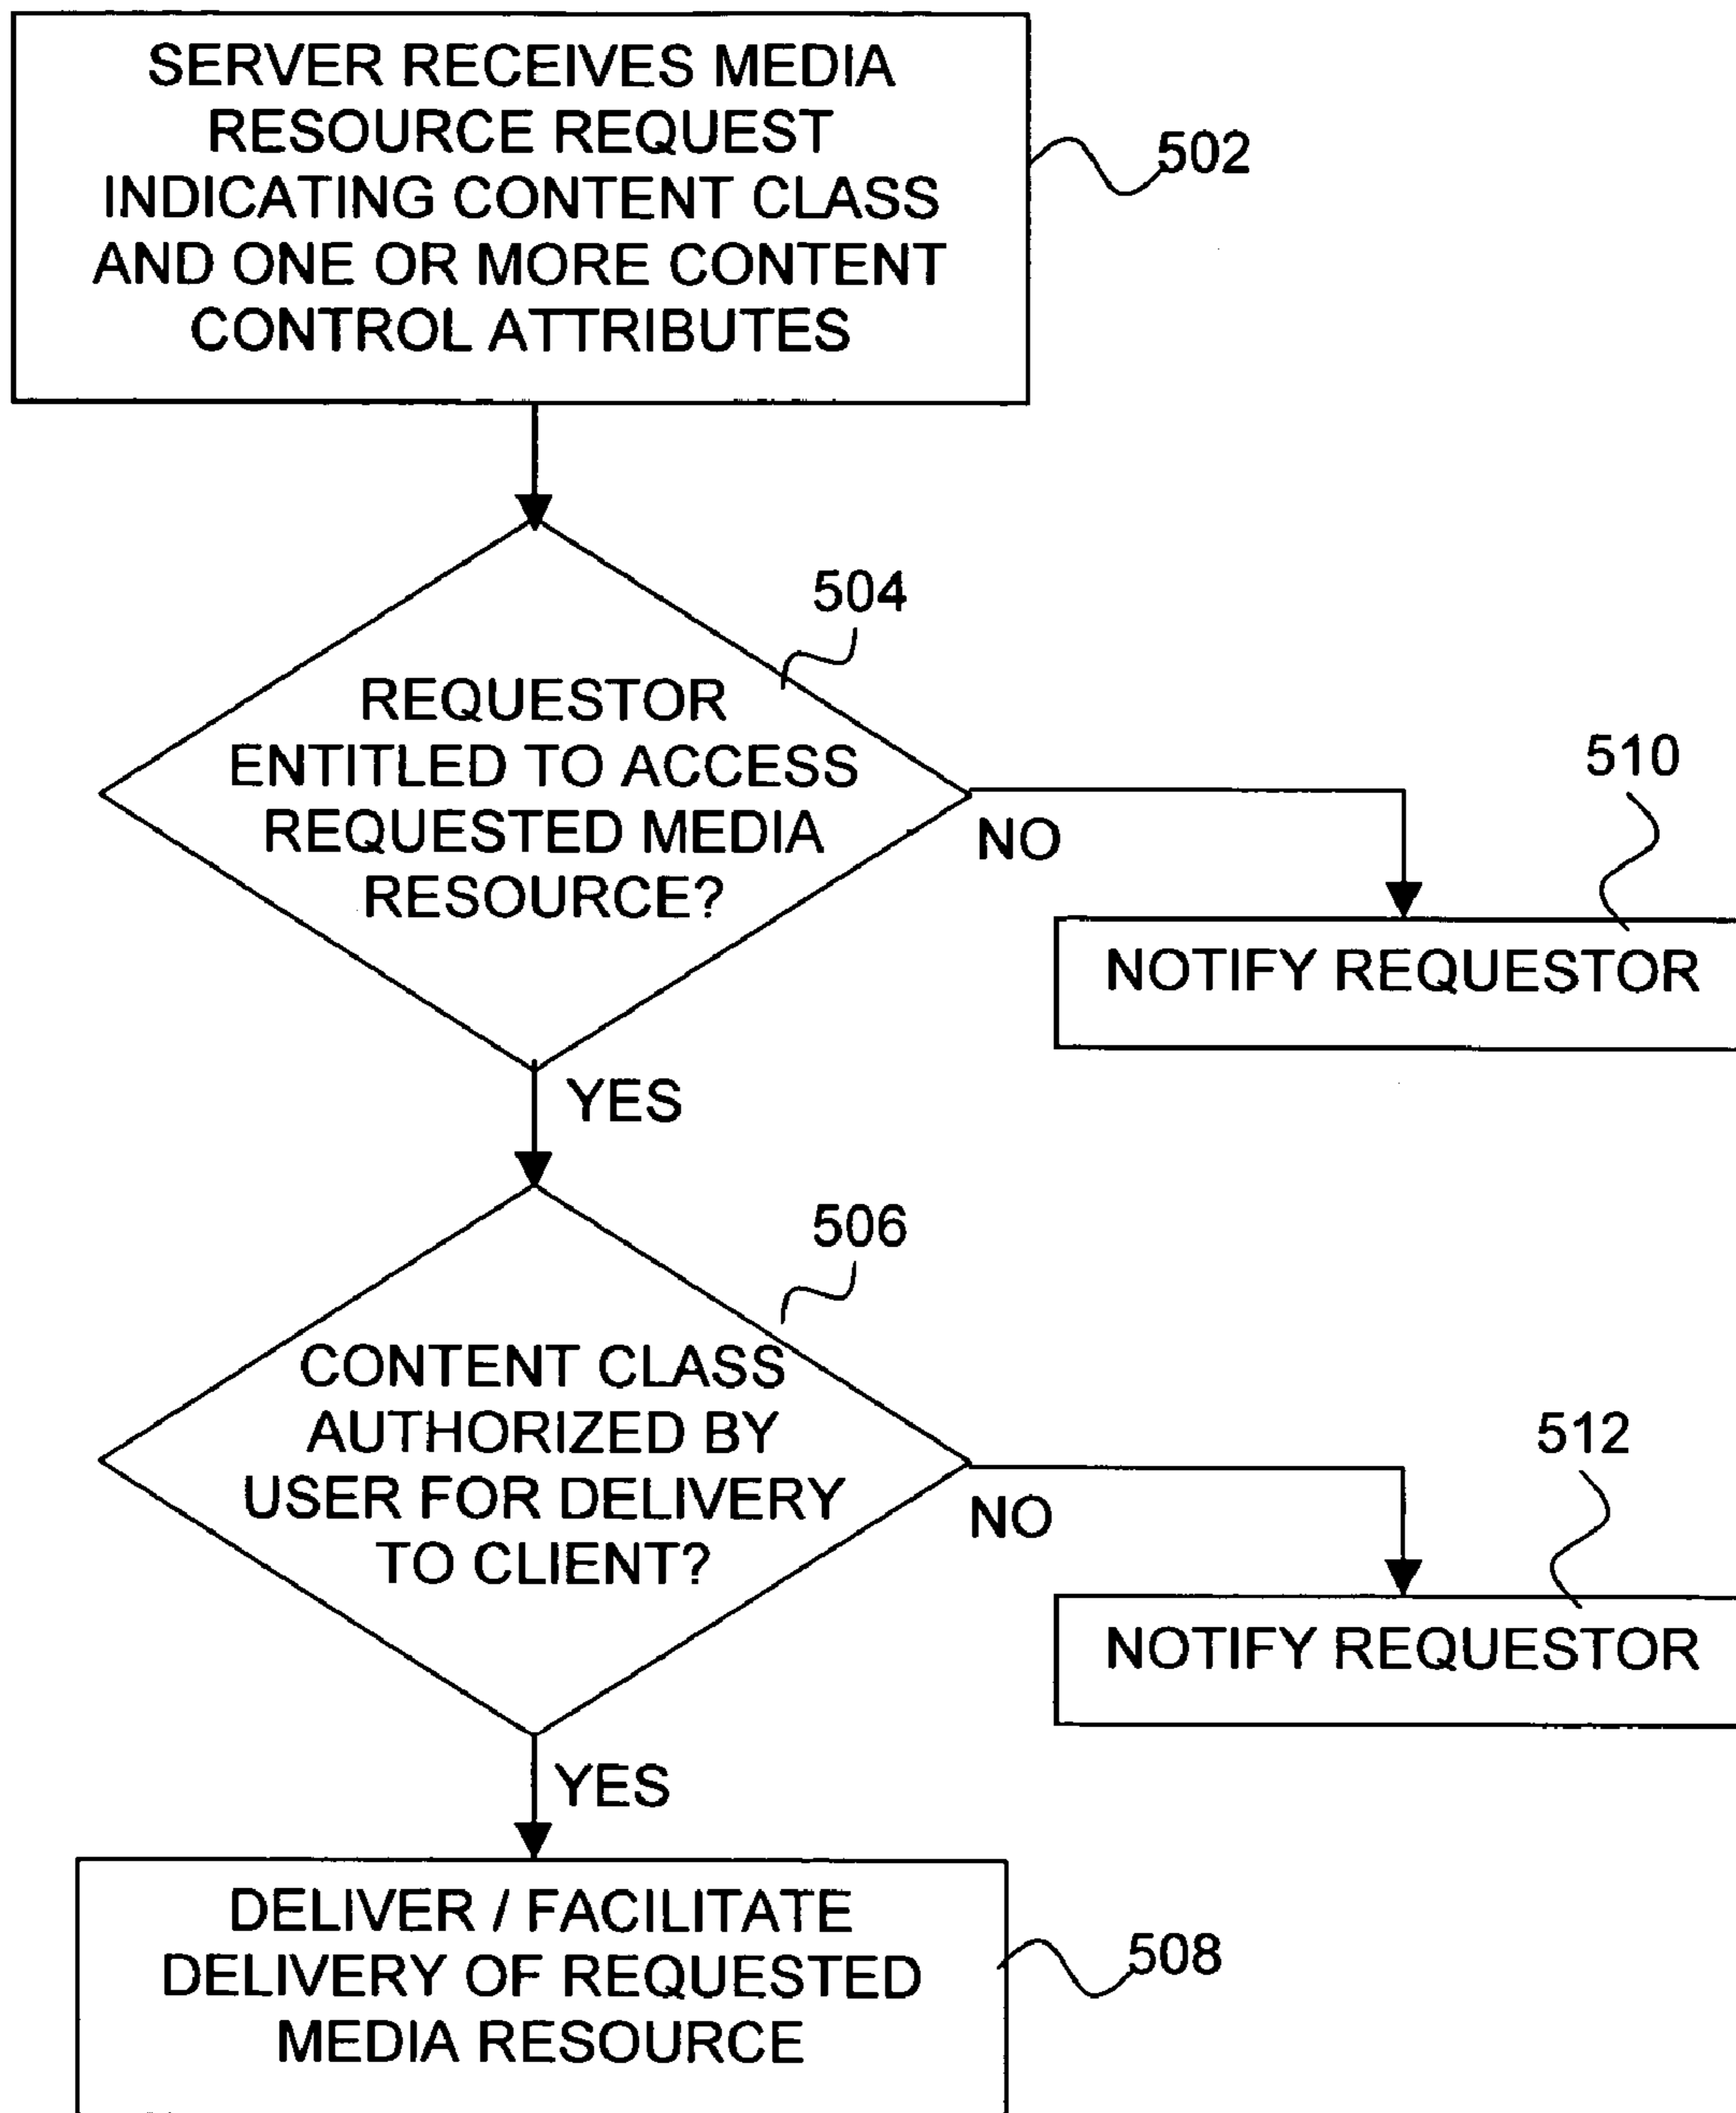 SERVER RECEIVES MEDIA
RESOURCE REQUEST
INDICATING CONTENT CLASS
AND ONE OR MORE CONTENT
CONTROL ATTRIBUTES
502
504
REQUESTOR
ENTITLED TO ACCESS
REQUESTED MEDIA
RESOURCE?
NO
510
NOTIFY REQUESTOR
YES
506
CONTENT CLASS
AUTHORIZED BY
USER FOR DELIVERY
TO CLIENT?
NO
512
NOTIFY REQUESTOR
YES
DELIVER / FACILITATE
DELIVERY OF REQUESTED
MEDIA RESOURCE
508